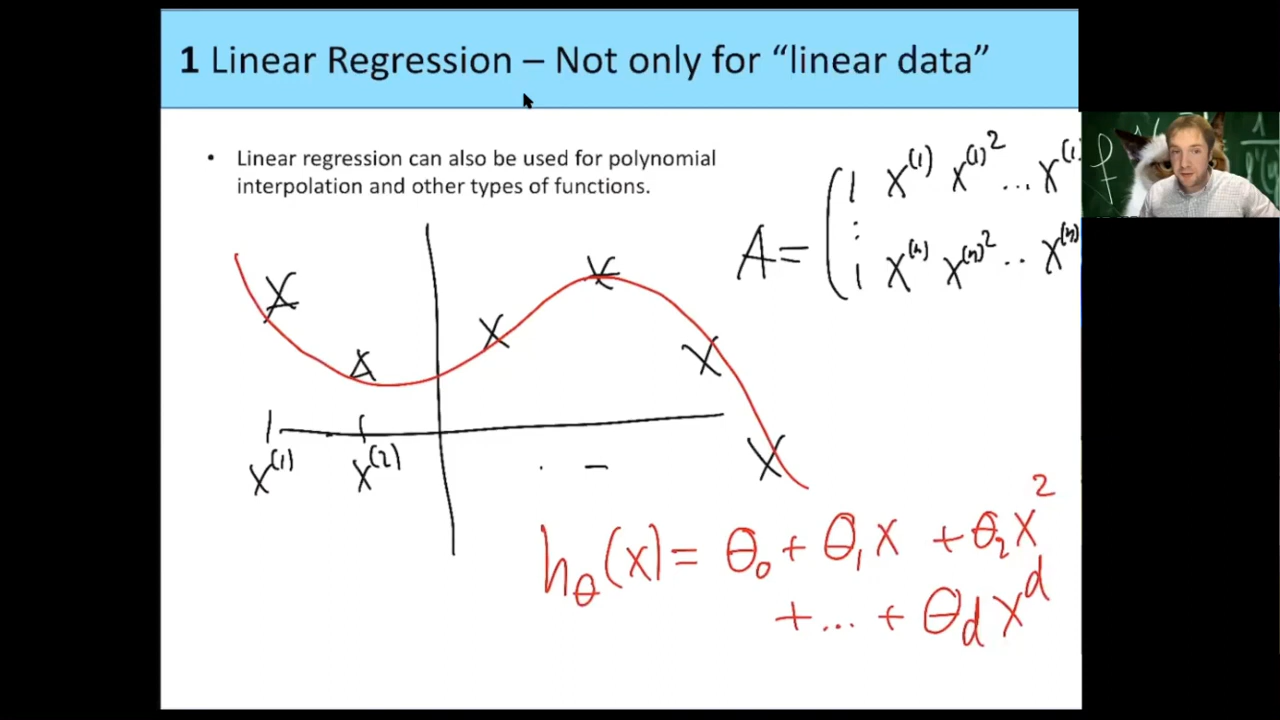 1 Linear Regression – Not only for “linear data”
• Linear regression can also be used for polynomial
interpolation and other types of functions.
A = ( 1 x^(1) x^(1)^2 ... x^(1)
⋮
1 x^(n) x^(n)^2 .. x^(n)
x^(1) x^(2) . –
h_θ(x) = θ_0 + θ_1 x + θ_2 x^2
+ ... + θ_d x^d